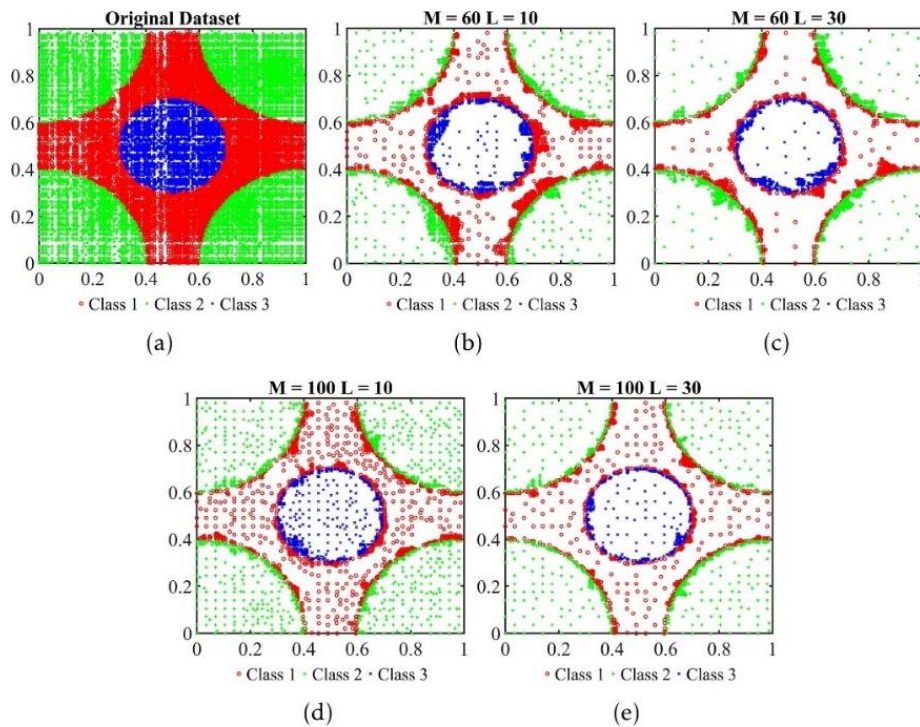 Original Dataset
1
0.8
0.6
0.4
0.2
0
0 0.2 0.4 0.6 0.8 1
Class 1 Class 2 Class 3
(a)
M = 60 L = 10
1
0.8
0.6
0.4
0.2
0
0 0.2 0.4 0.6 0.8 1
Class 1 Class 2 Class 3
(b)
M = 60 L = 30
1
0.8
0.6
0.4
0.2
0
0 0.2 0.4 0.6 0.8 1
Class 1 Class 2 Class 3
(c)
M = 100 L = 10
1
0.8
0.6
0.4
0.2
0
0 0.2 0.4 0.6 0.8 1
Class 1 Class 2 Class 3
(d)
M = 100 L = 30
1
0.8
0.6
0.4
0.2
0
0 0.2 0.4 0.6 0.8 1
Class 1 Class 2 Class 3
(e)